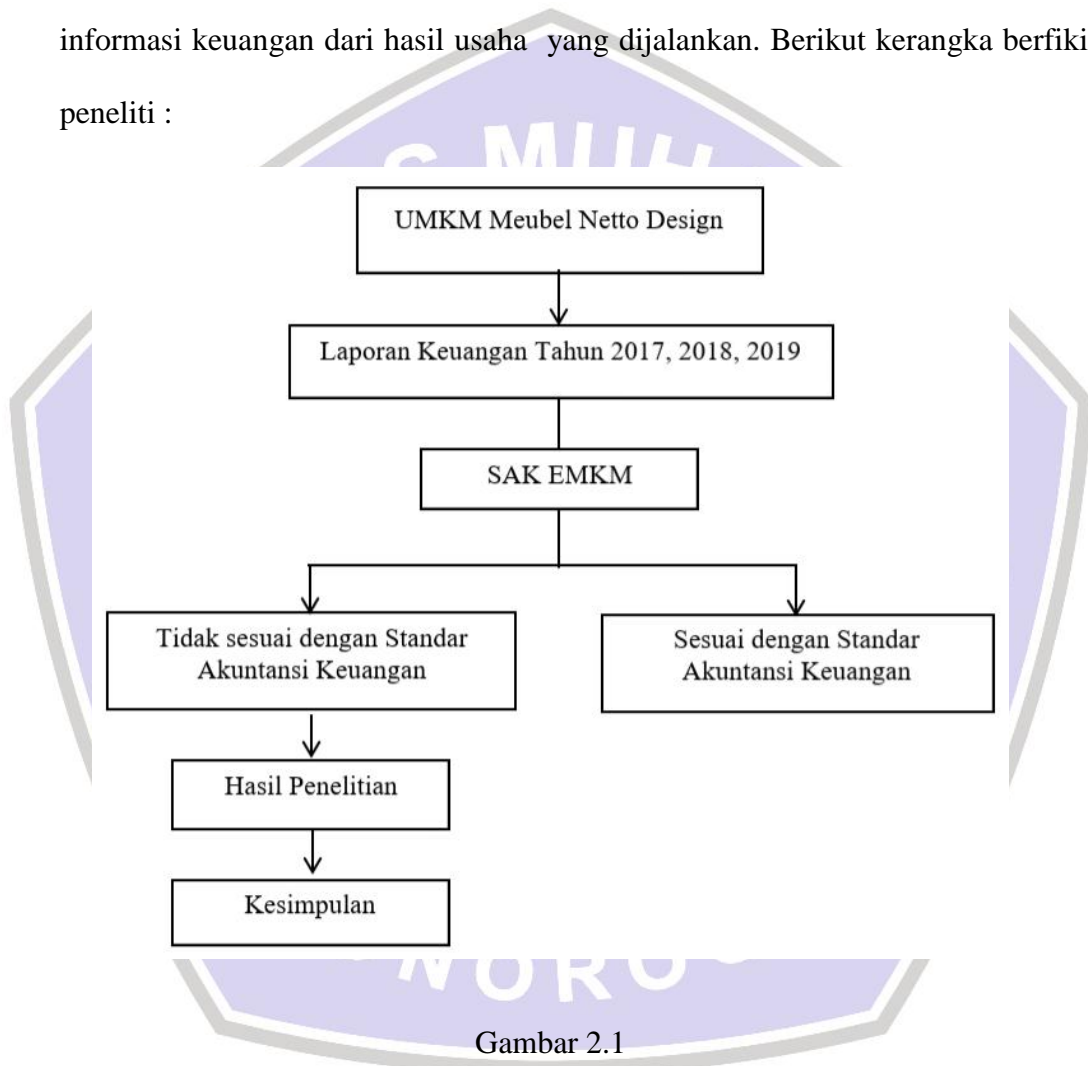 informasi keuangan dari hasil usaha yang dijalankan. Berikut kerangka berfiki
peneliti :
S MUH
UMKM Meubel Netto Design
Laporan Keuangan Tahun 2017, 2018, 2019
SAK EMKM
Tidak sesuai dengan Standar
Akuntansi Keuangan
Sesuai dengan Standar
Akuntansi Keuangan
Hasil Penelitian
Kesimpulan
NORO
Gambar 2.1